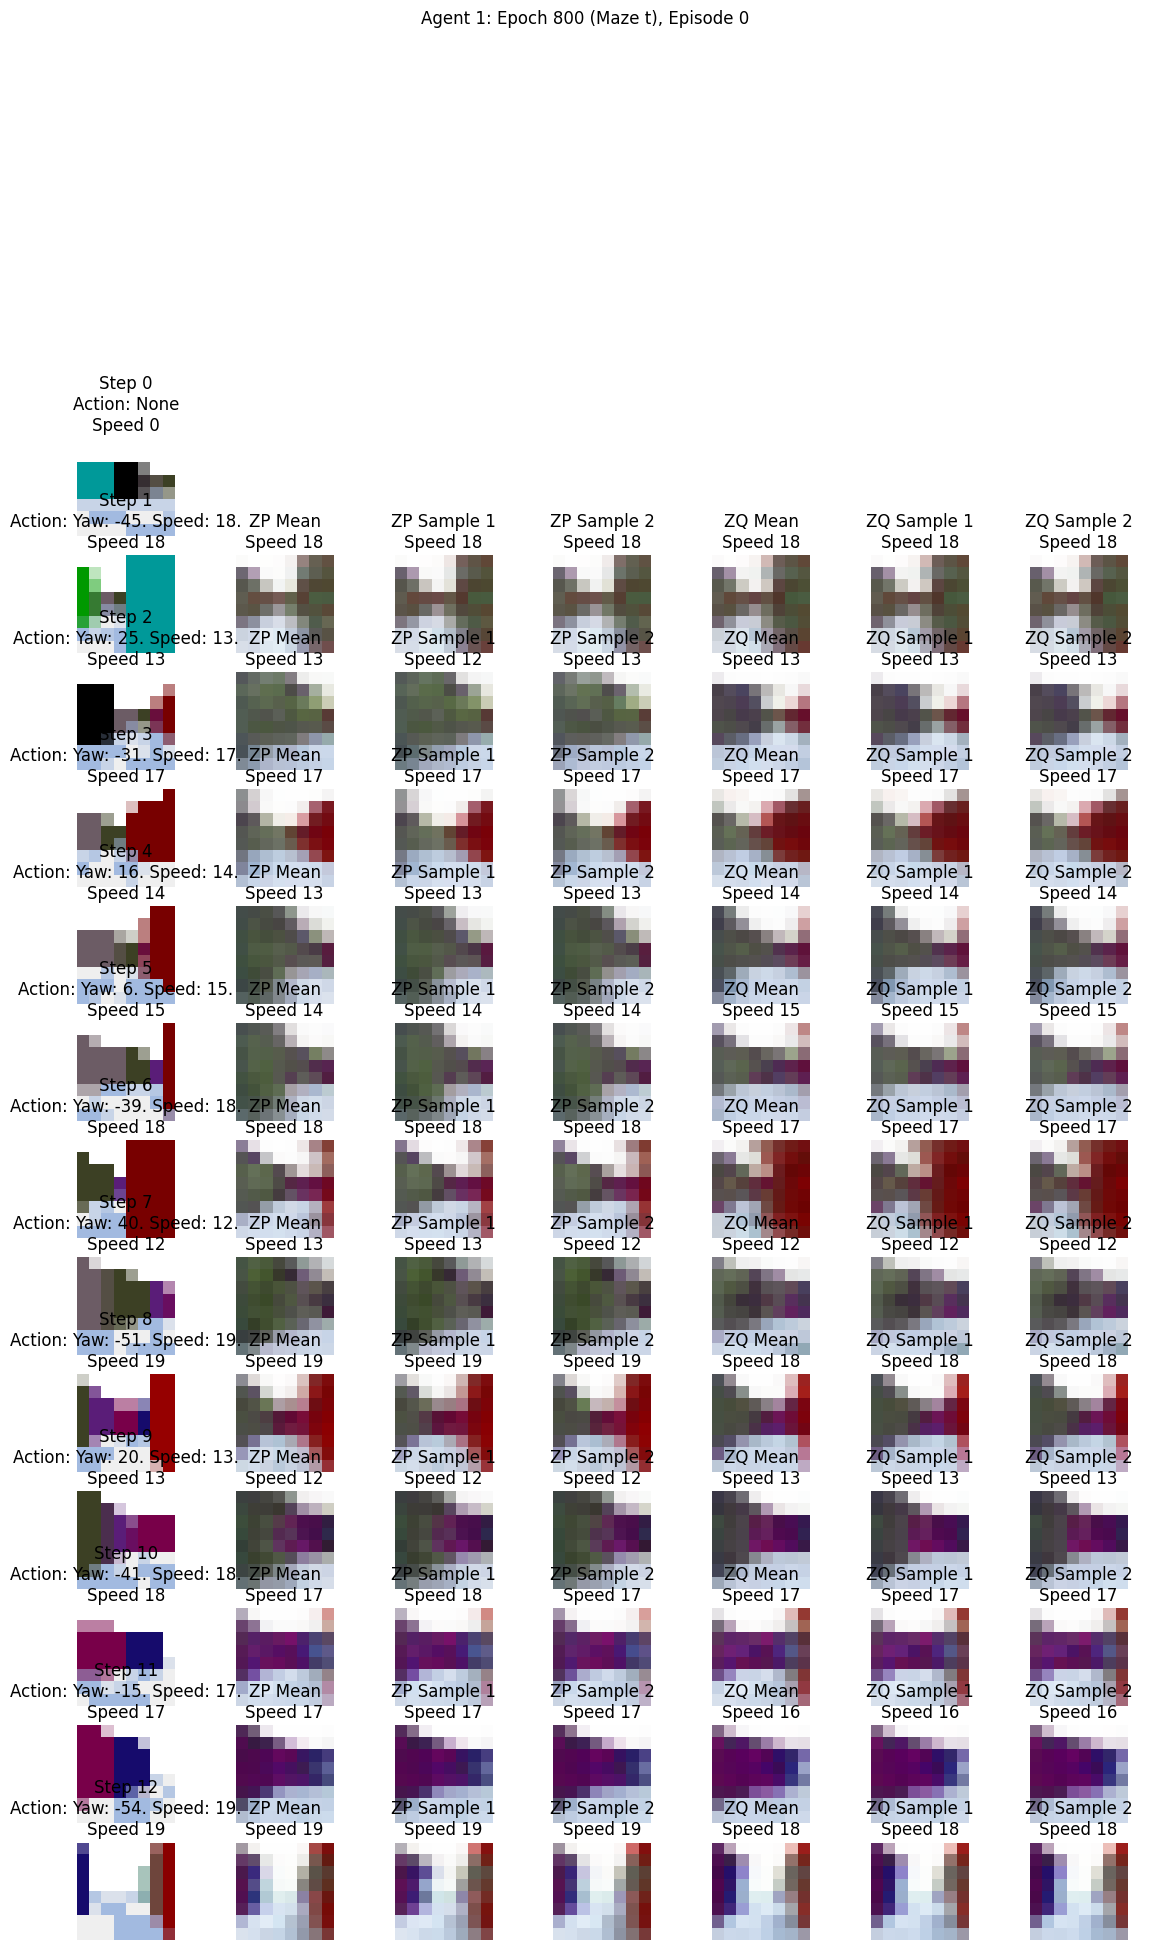 Agent 1: Epoch 800 (Maze t), Episode 0
Step 0
Action: None
Speed 0
Step 1
Action: Yaw: -45. Speed: 18. ZP Mean ZP Sample 1 ZP Sample 2 ZQ Mean ZQ Sample 1 ZQ Sample 2
Speed 18 Speed 18 Speed 18 Speed 18 Speed 18 Speed 18 Speed 18
Step 2
Action: Yaw: 25. Speed: 13. ZP Mean ZP Sample 1 ZP Sample 2 ZQ Mean ZQ Sample 1 ZQ Sample 2
Speed 13 Speed 13 Speed 12 Speed 13 Speed 13 Speed 13 Speed 13
Step 3
Action: Yaw: -31. Speed: 17. ZP Mean ZP Sample 1 ZP Sample 2 ZQ Mean ZQ Sample 1 ZQ Sample 2
Speed 17 Speed 17 Speed 17 Speed 17 Speed 17 Speed 17 Speed 17
Step 4
Action: Yaw: 16. Speed: 14. ZP Mean ZP Sample 1 ZP Sample 2 ZQ Mean ZQ Sample 1 ZQ Sample 2
Speed 14 Speed 13 Speed 13 Speed 13 Speed 14 Speed 14 Speed 14
Step 5
Action: Yaw: 6. Speed: 15. ZP Mean ZP Sample 1 ZP Sample 2 ZQ Mean ZQ Sample 1 ZQ Sample 2
Speed 15 Speed 14 Speed 14 Speed 14 Speed 15 Speed 15 Speed 15
Step 6
Action: Yaw: -39. Speed: 18. ZP Mean ZP Sample 1 ZP Sample 2 ZQ Mean ZQ Sample 1 ZQ Sample 2
Speed 18 Speed 18 Speed 18 Speed 18 Speed 17 Speed 17 Speed 17
Step 7
Action: Yaw: 40. Speed: 12. ZP Mean ZP Sample 1 ZP Sample 2 ZQ Mean ZQ Sample 1 ZQ Sample 2
Speed 12 Speed 13 Speed 13 Speed 12 Speed 12 Speed 12 Speed 12
Step 8
Action: Yaw: -51. Speed: 19. ZP Mean ZP Sample 1 ZP Sample 2 ZQ Mean ZQ Sample 1 ZQ Sample 2
Speed 19 Speed 19 Speed 19 Speed 19 Speed 18 Speed 18 Speed 18
Step 9
Action: Yaw: 20. Speed: 13. ZP Mean ZP Sample 1 ZP Sample 2 ZQ Mean ZQ Sample 1 ZQ Sample 2
Speed 13 Speed 12 Speed 12 Speed 12 Speed 13 Speed 13 Speed 13
Step 10
Action: Yaw: -41. Speed: 18. ZP Mean ZP Sample 1 ZP Sample 2 ZQ Mean ZQ Sample 1 ZQ Sample 2
Speed 18 Speed 17 Speed 18 Speed 17 Speed 17 Speed 17 Speed 17
Step 11
Action: Yaw: -15. Speed: 17. ZP Mean ZP Sample 1 ZP Sample 2 ZQ Mean ZQ Sample 1 ZQ Sample 2
Speed 17 Speed 17 Speed 17 Speed 17 Speed 16 Speed 16 Speed 16
Step 12
Action: Yaw: -54. Speed: 19. ZP Mean ZP Sample 1 ZP Sample 2 ZQ Mean ZQ Sample 1 ZQ Sample 2
Speed 19 Speed 19 Speed 19 Speed 19 Speed 18 Speed 18 Speed 18